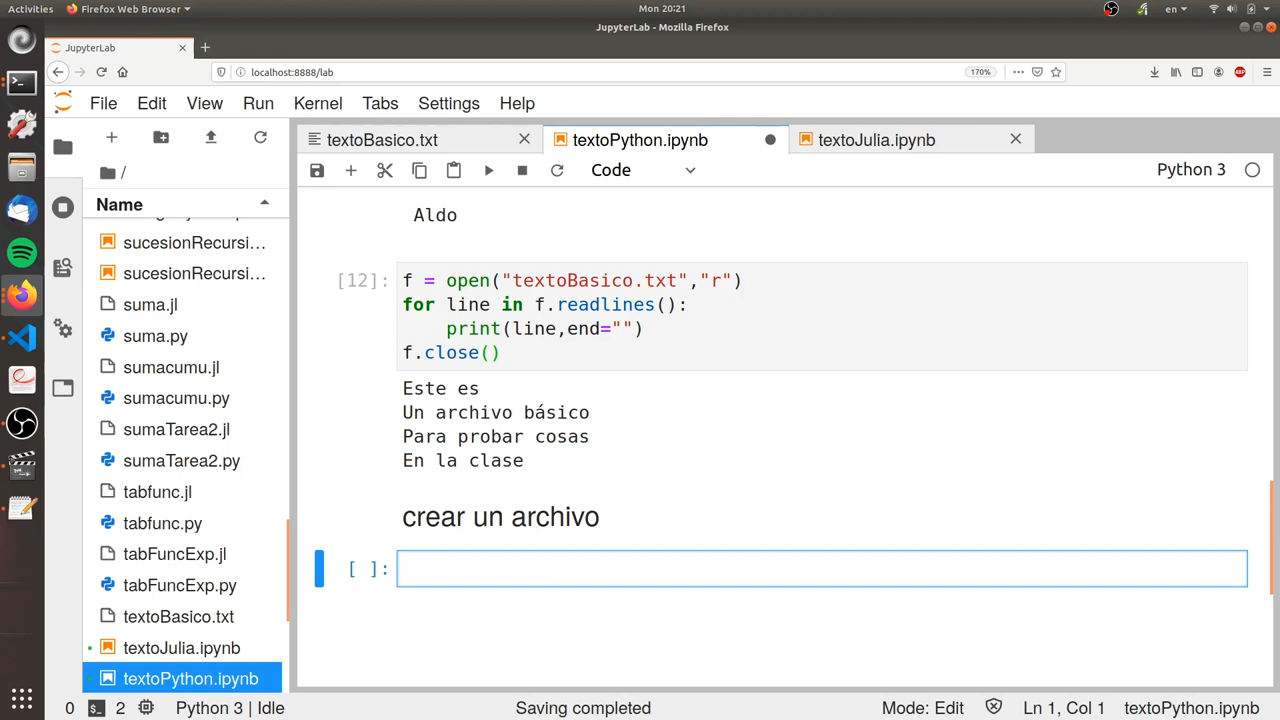 Activities Firefox Web Browser Mon 20:21 en
JupyterLab - Mozilla Firefox
JupyterLab
localhost:8888/lab 170% ABP
File Edit View Run Kernel Tabs Settings Help
textoBasico.txt textoPython.ipynb textoJulia.ipynb
Code Python 3
/
Name
sucesionRecursi…
sucesionRecursi…
suma.jl
suma.py
sumacumu.jl
sumacumu.py
sumaTarea2.jl
sumaTarea2.py
tabfunc.jl
tabfunc.py
tabFuncExp.jl
tabFuncExp.py
textoBasico.txt
textoJulia.ipynb
textoPython.ipynb
Aldo
[12]: f = open("textoBasico.txt","r")
for line in f.readlines():
    print(line,end="")
f.close()
Este es
Un archivo básico
Para probar cosas
En la clase
crear un archivo
[ ]:
0 2 Python 3 | Idle Saving completed Mode: Edit Ln 1, Col 1 textoPython.ipynb